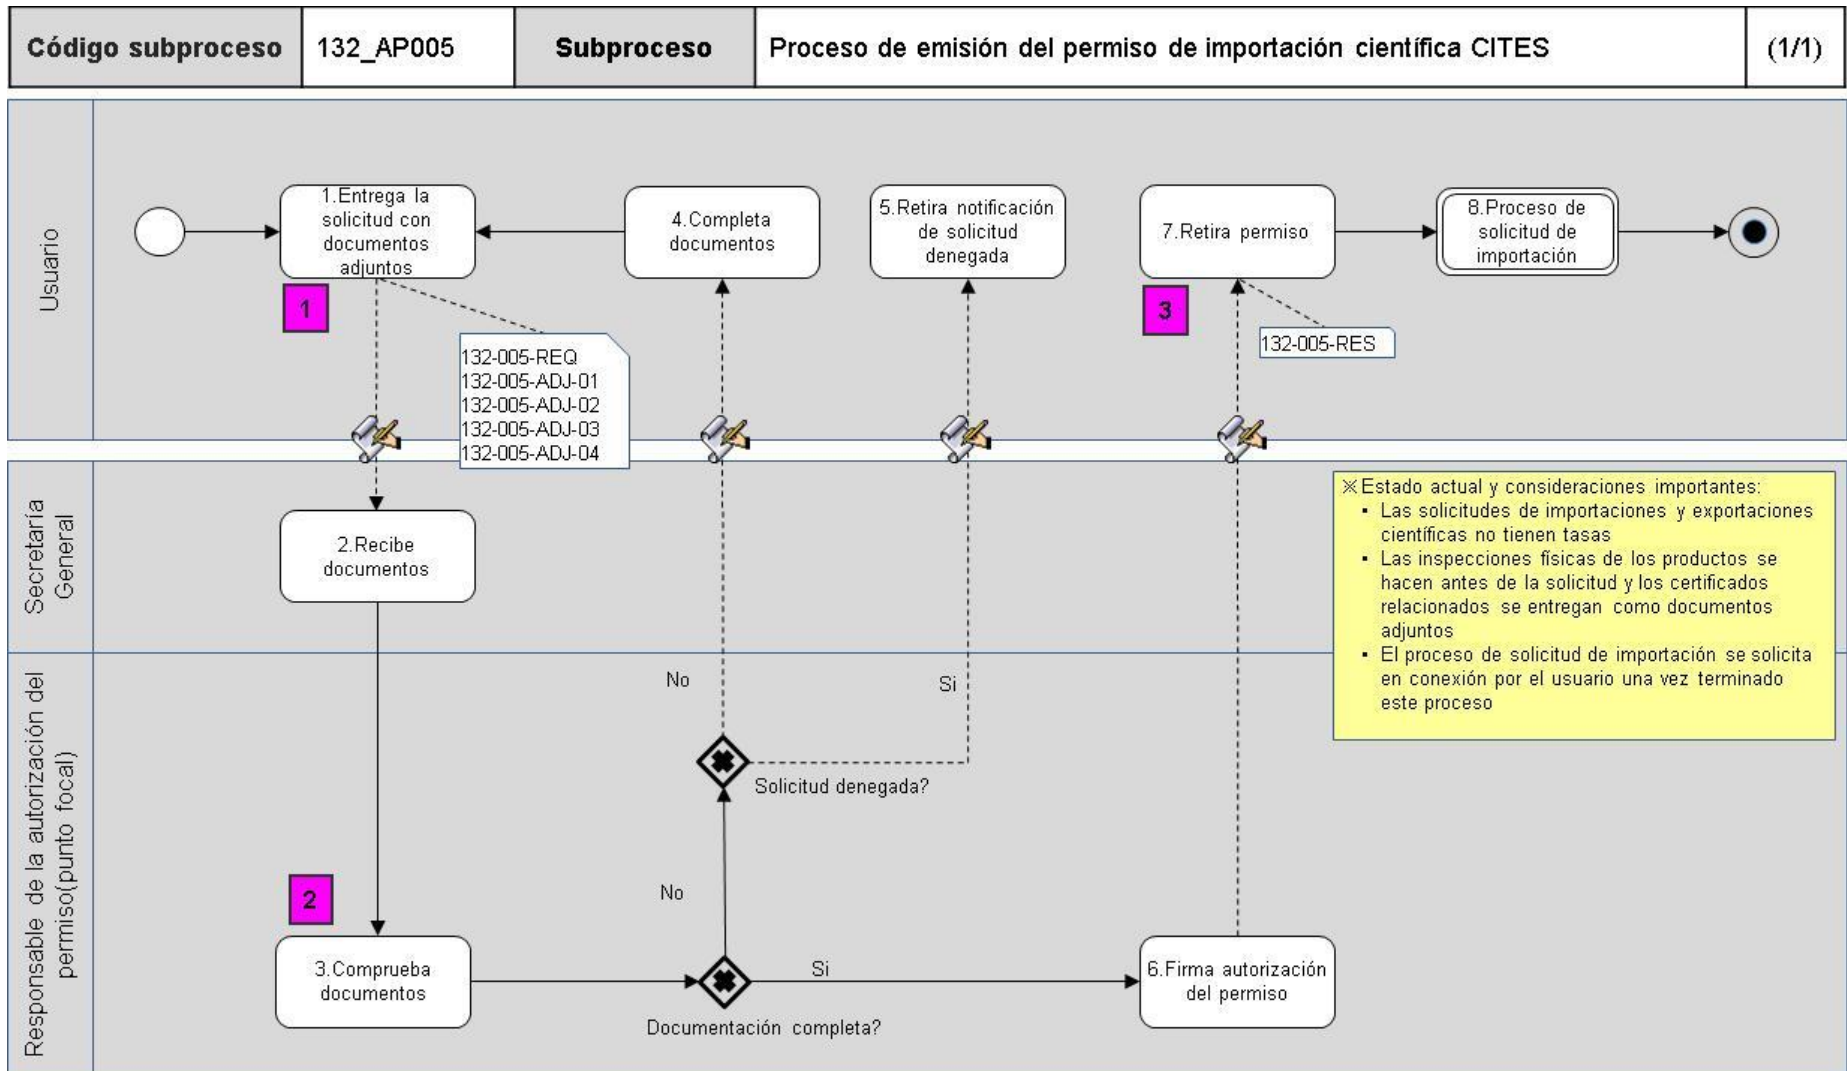 Código subproceso
132_AP005
Subproceso
Proceso de emisión del permiso de importación científica CITES
(1/1)
Usuario
1.Entrega la
solicitud con
documentos
adjuntos
4.Completa
documentos
5.Retira notificación
de solicitud
denegada
7.Retira permiso
8.Proceso de
solicitud de
importación
1
3
132-005-REQ
132-005-ADJ-01
132-005-ADJ-02
132-005-ADJ-03
132-005-ADJ-04
132-005-RES
Secretaría
General
2.Recibe
documentos
※Estado actual y consideraciones importantes:
▪ Las solicitudes de importaciones y exportaciones
científicas no tienen tasas
▪ Las inspecciones físicas de los productos se
hacen antes de la solicitud y los certificados
relacionados se entregan como documentos
adjuntos
▪ El proceso de solicitud de importación se solicita
en conexión por el usuario una vez terminado
este proceso
Responsable de la autorización del
permiso(punto focal)
No
Si
Solicitud denegada?
2
No
3.Comprueba
documentos
Si
Documentación completa?
6.Firma autorización
del permiso